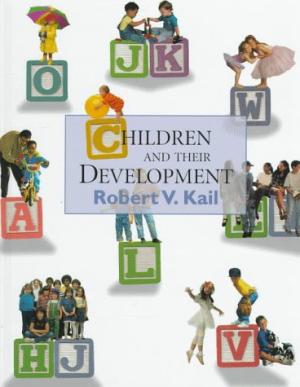 O
J K
W
CHILDREN
AND THEIR
DEVELOPMENT
Robert V. Kail
A
L
E L V
H J
V